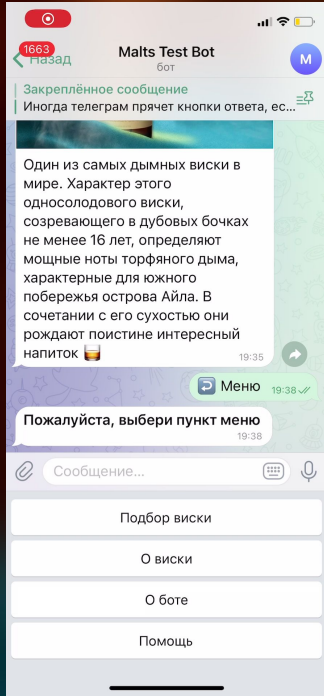 1663
Назад
Malts Test Bot
бот
M
Закреплённое сообщение
Иногда телеграм прячет кнопки ответа, ес...
Один из самых дымных виски в
мире. Характер этого
односолодового виски,
созревающего в дубовых бочках
не менее 16 лет, определяют
мощные ноты торфяного дыма,
характерные для южного
побережья острова Айла. В
сочетании с его сухостью они
рождают поистине интересный
напиток 🥃
19:35
↩️ Меню 19:38
Пожалуйста, выбери пункт меню
19:38
Сообщение...
Подбор виски
О виски
О боте
Помощь